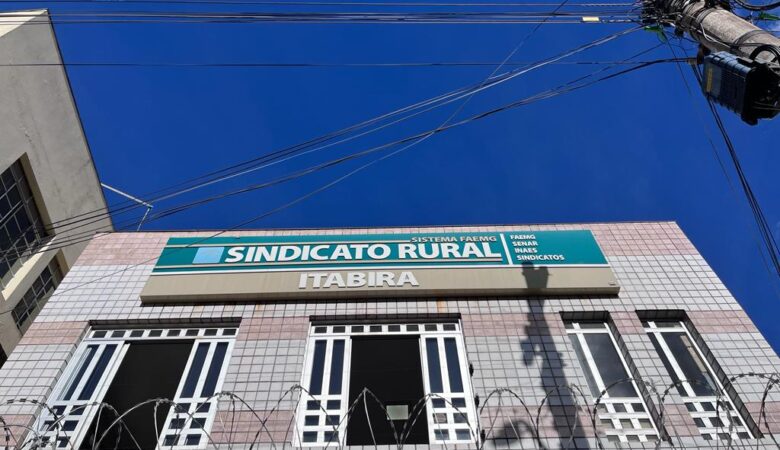 SISTEMA FAEMG
SINDICATO RURAL
FAEMG
SENAR
INAES
SINDICATOS
ITABIRA